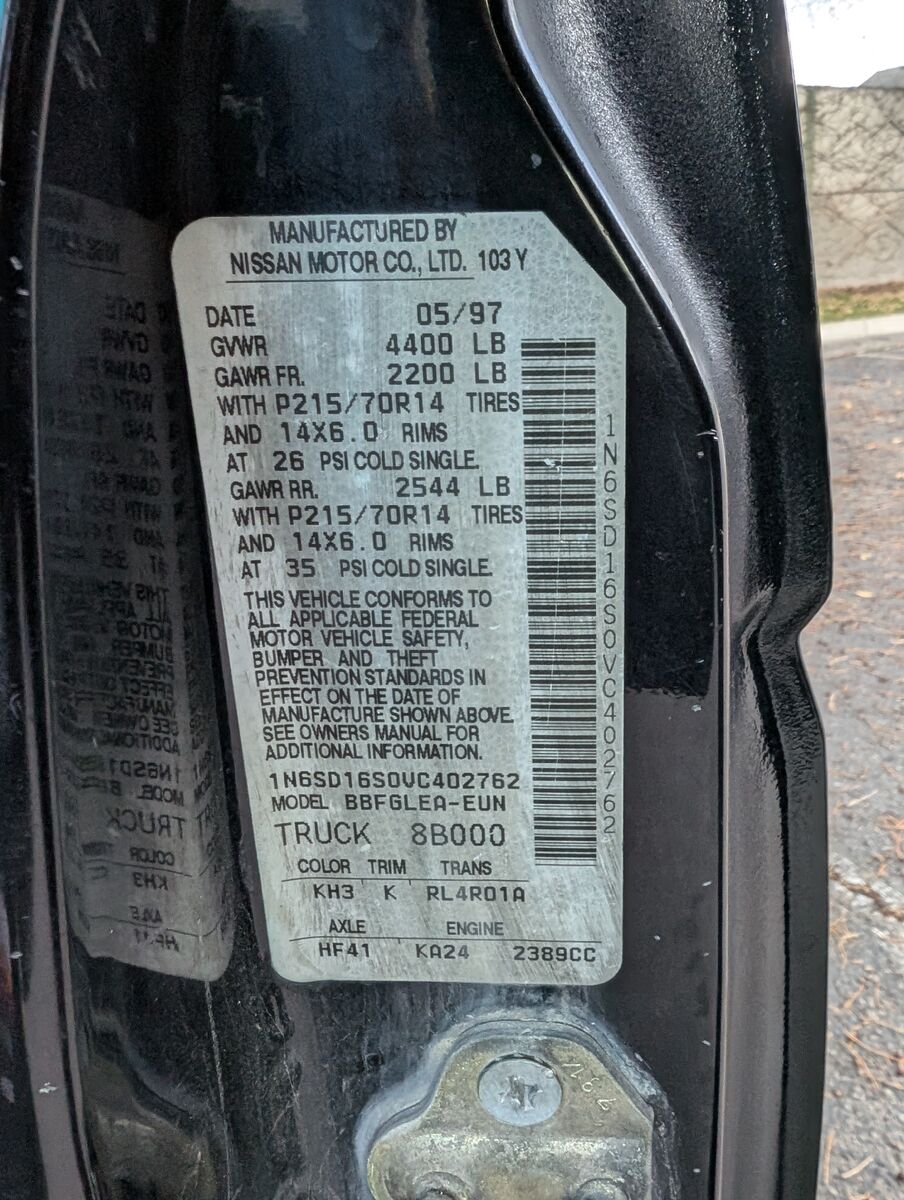 MANUFACTURED BY
NISSAN MOTOR CO., LTD. 103Y
DATE 05/97
GVWR 4400 LB
GAWR FR. 2200 LB
WITH P215/70R14 TIRES
AND 14X6.0 RIMS
AT 26 PSI COLD SINGLE.
GAWR RR. 2544 LB
WITH P215/70R14 TIRES
AND 14X6.0 RIMS
AT 35 PSI COLD SINGLE.
THIS VEHICLE CONFORMS TO
ALL APPLICABLE FEDERAL
MOTOR VEHICLE SAFETY,
BUMPER AND THEFT
PREVENTION STANDARDS IN
EFFECT ON THE DATE OF
MANUFACTURE SHOWN ABOVE.
SEE OWNERS MANUAL FOR
ADDITIONAL INFORMATION.
1N6SD16S0VC402762
MODEL BBFGLEA-EUN
TRUCK 8B000
COLOR TRIM TRANS
KH3 K RL4R01A
AXLE ENGINE
HF41 KA24 2389CC
1N6SD16S0VC402762